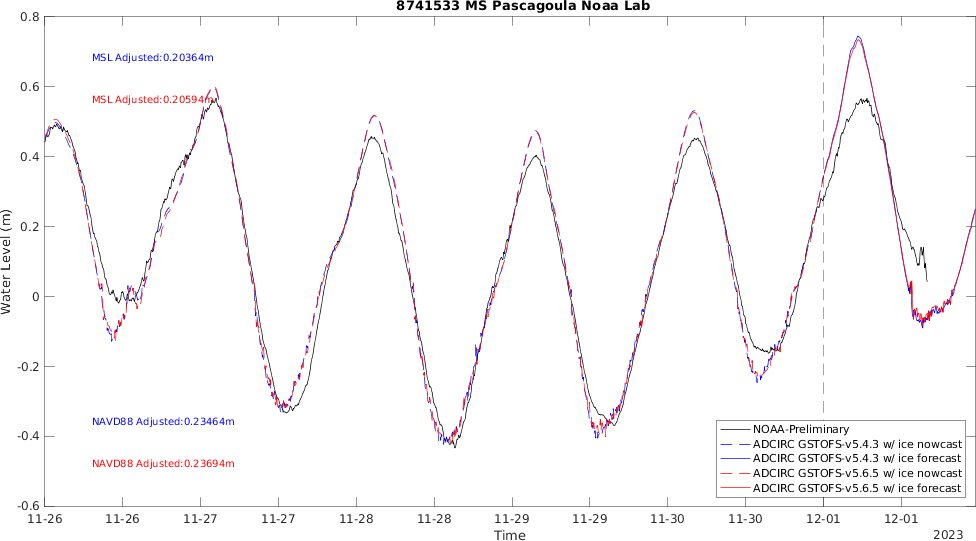 8741533 MS Pascagoula Noaa Lab
0.8
MSL Adjusted:0.20364m
0.6
MSL Adjusted:0.20594m
0.4
0.2
Water Level (m)
0
-0.2
NAVD88 Adjusted:0.23464m
-0.4
NAVD88 Adjusted:0.23694m
-0.6
NOAA-Preliminary
ADCIRC GSTOFS-v5.4.3 w/ ice nowcast
ADCIRC GSTOFS-v5.4.3 w/ ice forecast
ADCIRC GSTOFS-v5.6.5 w/ ice nowcast
ADCIRC GSTOFS-v5.6.5 w/ ice forecast
11-26 11-26 11-27 11-27 11-28 11-28 11-29 11-29 11-30 11-30 12-01 12-01
Time
2023